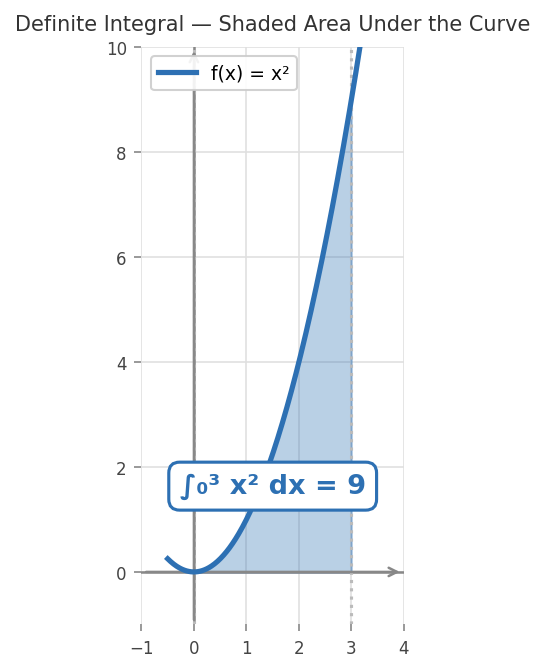 Definite Integral — Shaded Area Under the Curve
10
f(x) = x²
8
6
4
2
∫₀³ x² dx = 9
0
−1 0 1 2 3 4